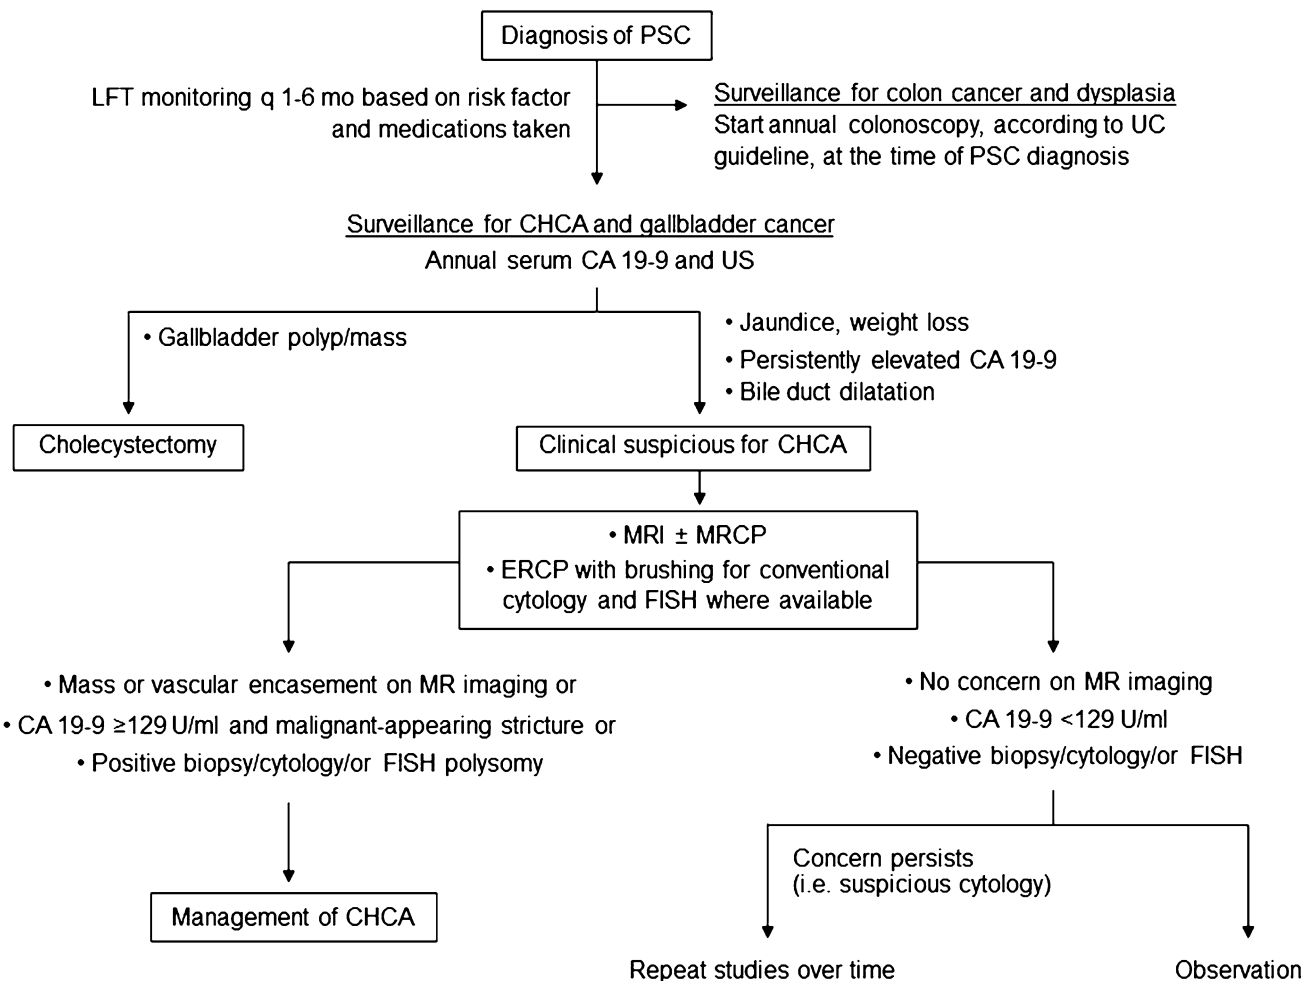 Diagnosis of PSC
LFT monitoring q 1-6 mo based on risk factor
and medications taken
Surveillance for colon cancer and dysplasia
Start annual colonoscopy, according to UC
guideline, at the time of PSC diagnosis
Surveillance for CHCA and gallbladder cancer
Annual serum CA 19-9 and US
• Gallbladder polyp/mass
• Jaundice, weight loss
• Persistently elevated CA 19-9
• Bile duct dilatation
Cholecystectomy
Clinical suspicious for CHCA
• MRI ± MRCP
• ERCP with brushing for conventional
cytology and FISH where available
• Mass or vascular encasement on MR imaging or
• CA 19-9 ≥129 U/ml and malignant-appearing stricture or
• Positive biopsy/cytology/or FISH polysomy
• No concern on MR imaging
• CA 19-9 <129 U/ml
• Negative biopsy/cytology/or FISH
Concern persists
(i.e. suspicious cytology)
Management of CHCA
Repeat studies over time
Observation